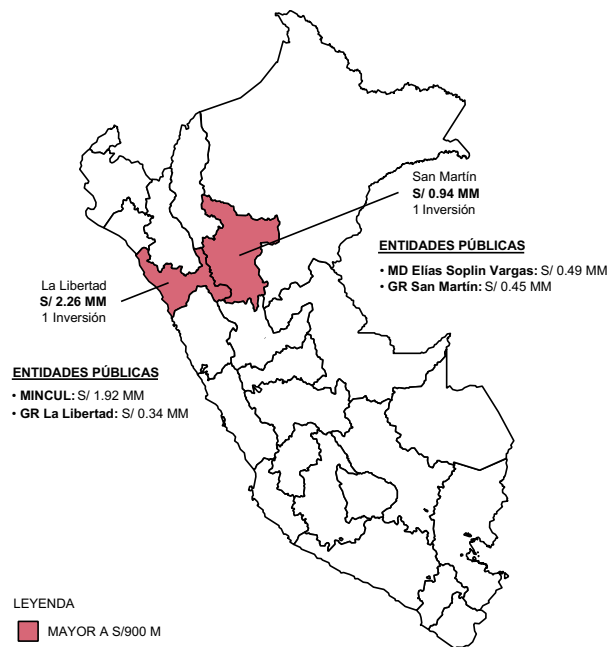 San Martín
S/ 0.94 MM
1 Inversión
ENTIDADES PÚBLICAS
• MD Elías Soplin Vargas: S/ 0.49 MM
• GR San Martín: S/ 0.45 MM
La Libertad
S/ 2.26 MM
1 Inversión
ENTIDADES PÚBLICAS
• MINCUL: S/ 1.92 MM
• GR La Libertad: S/ 0.34 MM
LEYENDA
MAYOR A S/900 M